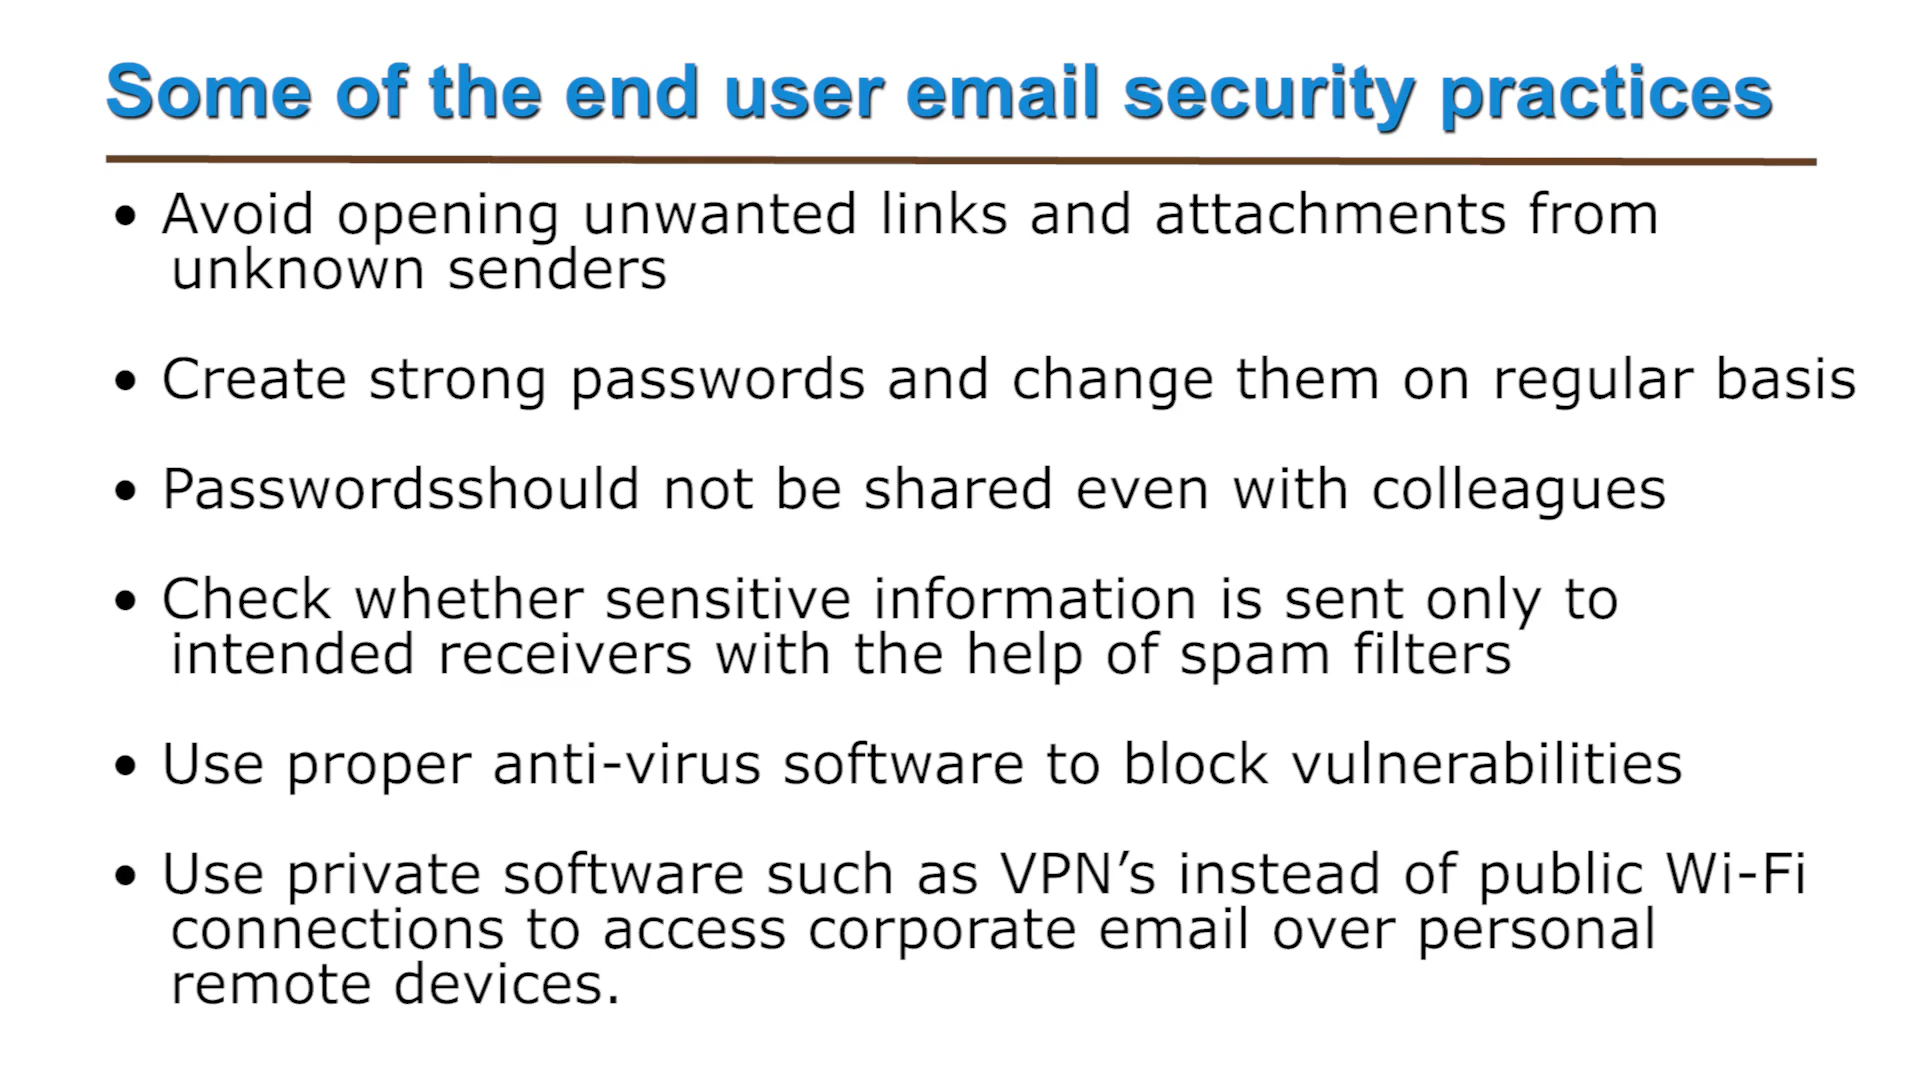 Some of the end user email security practices
• Avoid opening unwanted links and attachments from
unknown senders
• Create strong passwords and change them on regular basis
• Passwordsshould not be shared even with colleagues
• Check whether sensitive information is sent only to
intended receivers with the help of spam filters
• Use proper anti-virus software to block vulnerabilities
• Use private software such as VPN’s instead of public Wi-Fi
connections to access corporate email over personal
remote devices.